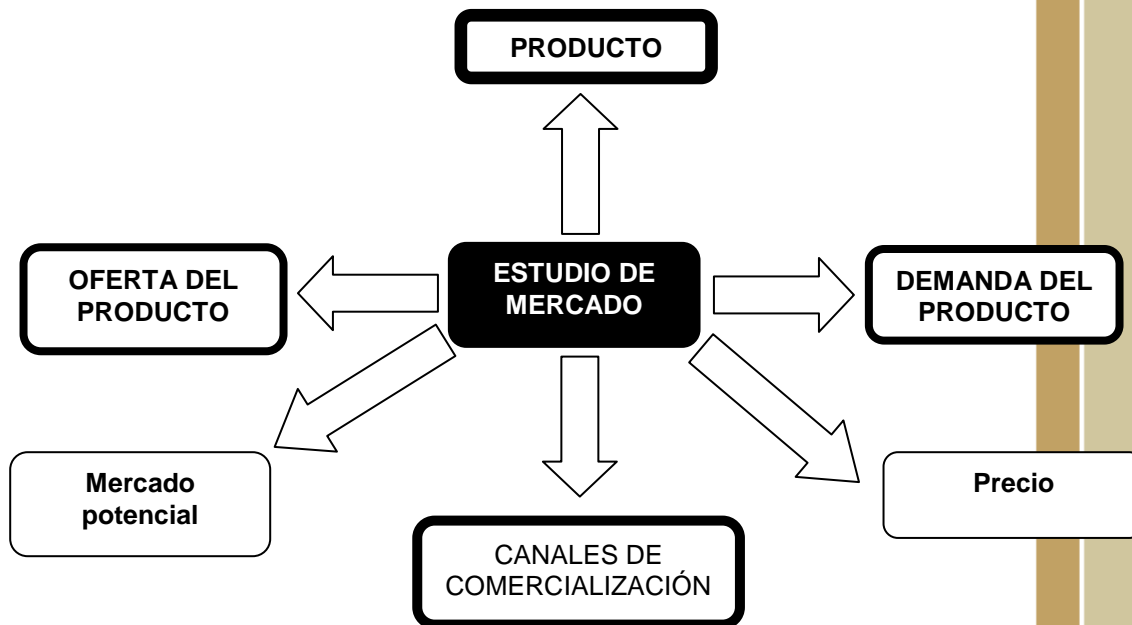 PRODUCTO
OFERTA DEL
PRODUCTO
ESTUDIO DE
MERCADO
DEMANDA DEL
PRODUCTO
Mercado
potencial
Precio
CANALES DE
COMERCIALIZACIÓN